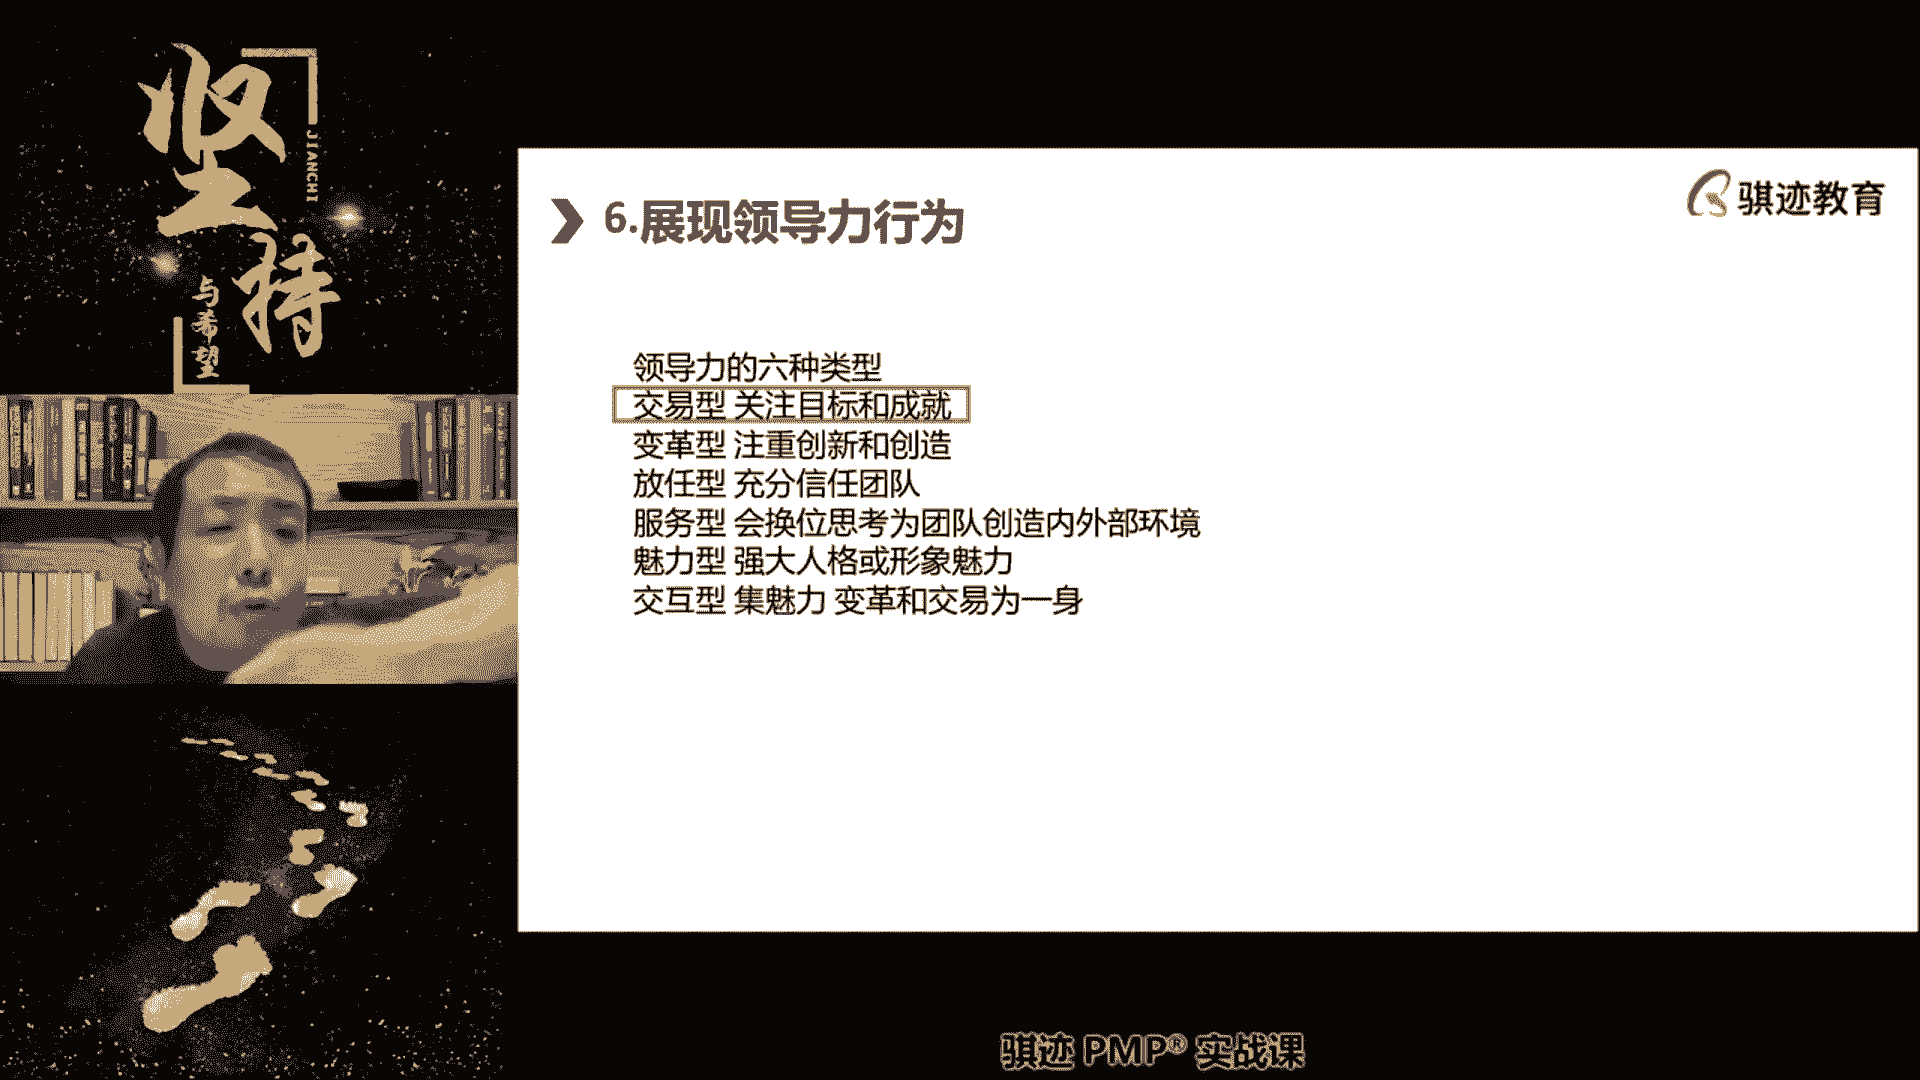 坚持
JIANCHI
与希望
骐迹教育
6.展现领导力行为
领导力的六种类型
交易型 关注目标和成就
变革型 注重创新和创造
放任型 充分信任团队
服务型 会换位思考为团队创造内外部环境
魅力型 强大人格或形象魅力
交互型 集魅力 变革和交易为一身
骐迹 PMP® 实战课